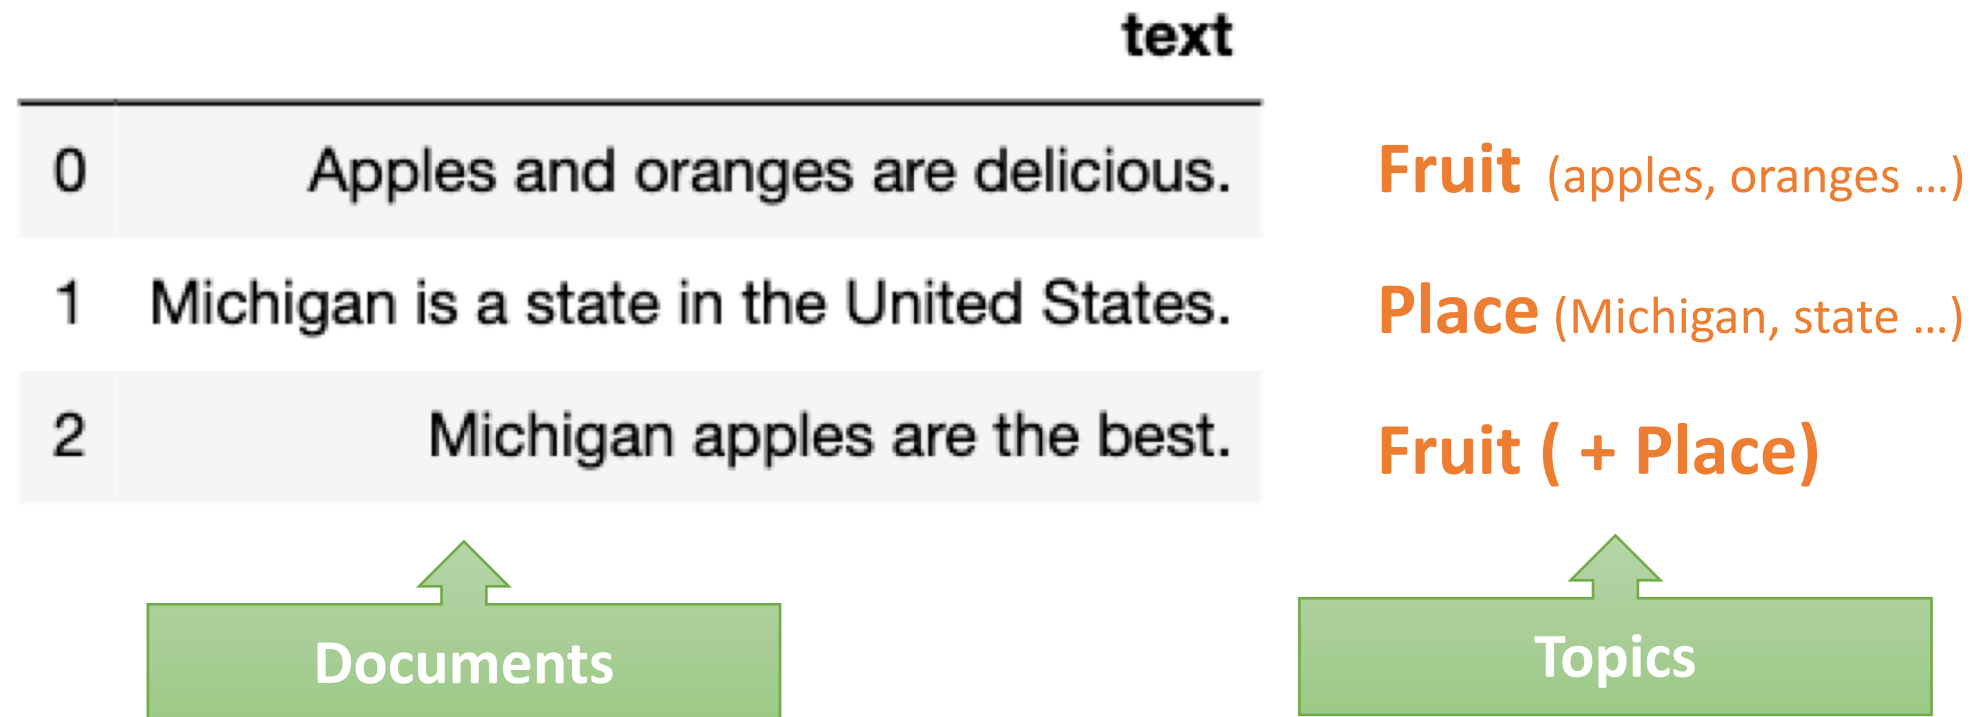 text
0 Apples and oranges are delicious. Fruit (apples, oranges ...)
1 Michigan is a state in the United States. Place (Michigan, state ...)
2 Michigan apples are the best. Fruit ( + Place)
Documents Topics